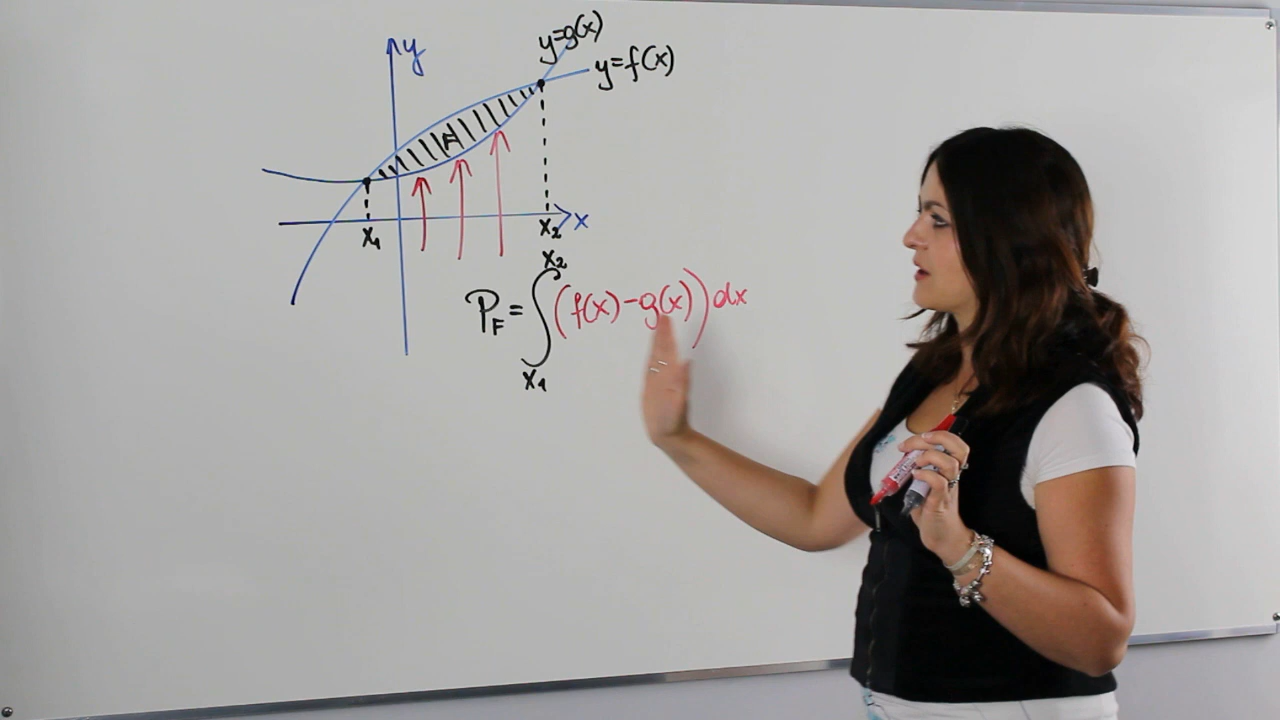 y
y=g(x)
y=f(x)
F
x₁
x₂
x
P_F = ∫_{x₁}^{x₂} (f(x)-g(x)) dx